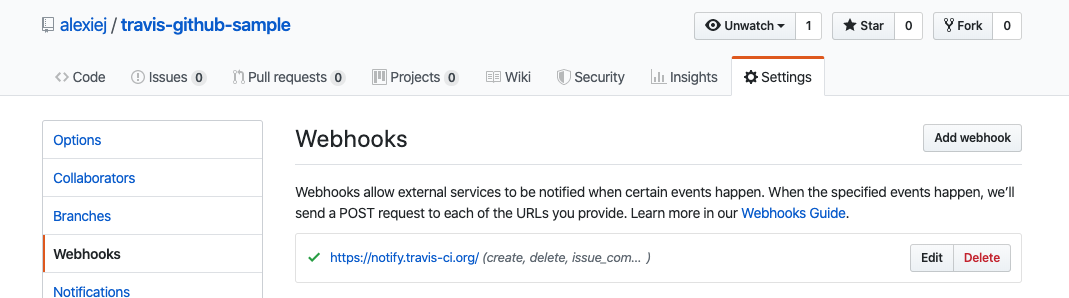 alexiej / travis-github-sample
Unwatch 1 Star 0 Fork 0
Code Issues 0 Pull requests 0 Projects 0 Wiki Security Insights Settings
Options
Collaborators
Branches
Webhooks
Notifications
Webhooks
Add webhook
Webhooks allow external services to be notified when certain events happen. When the specified events happen, we’ll
send a POST request to each of the URLs you provide. Learn more in our Webhooks Guide.
https://notify.travis-ci.org/ (create, delete, issue_com... )
Edit Delete